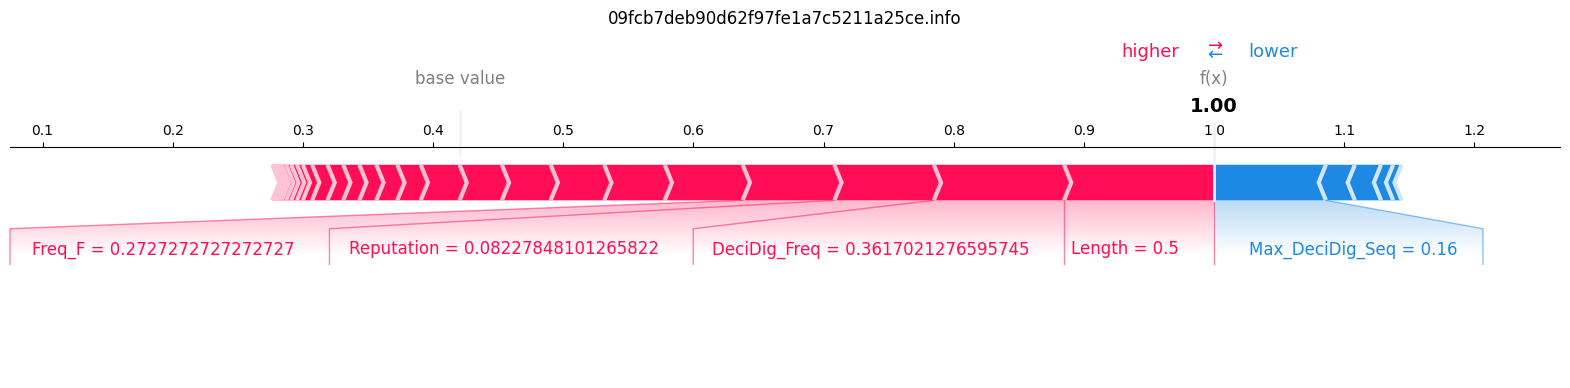 09fcb7deb90d62f97fe1a7c5211a25ce.info
higher ⇄ lower
base value f(x)
1.00
0.1 0.2 0.3 0.4 0.5 0.6 0.7 0.8 0.9 1.0 1.1 1.2
Freq_F = 0.2727272727272727 Reputation = 0.08227848101265822 DeciDig_Freq = 0.3617021276595745 Length = 0.5 Max_DeciDig_Seq = 0.16